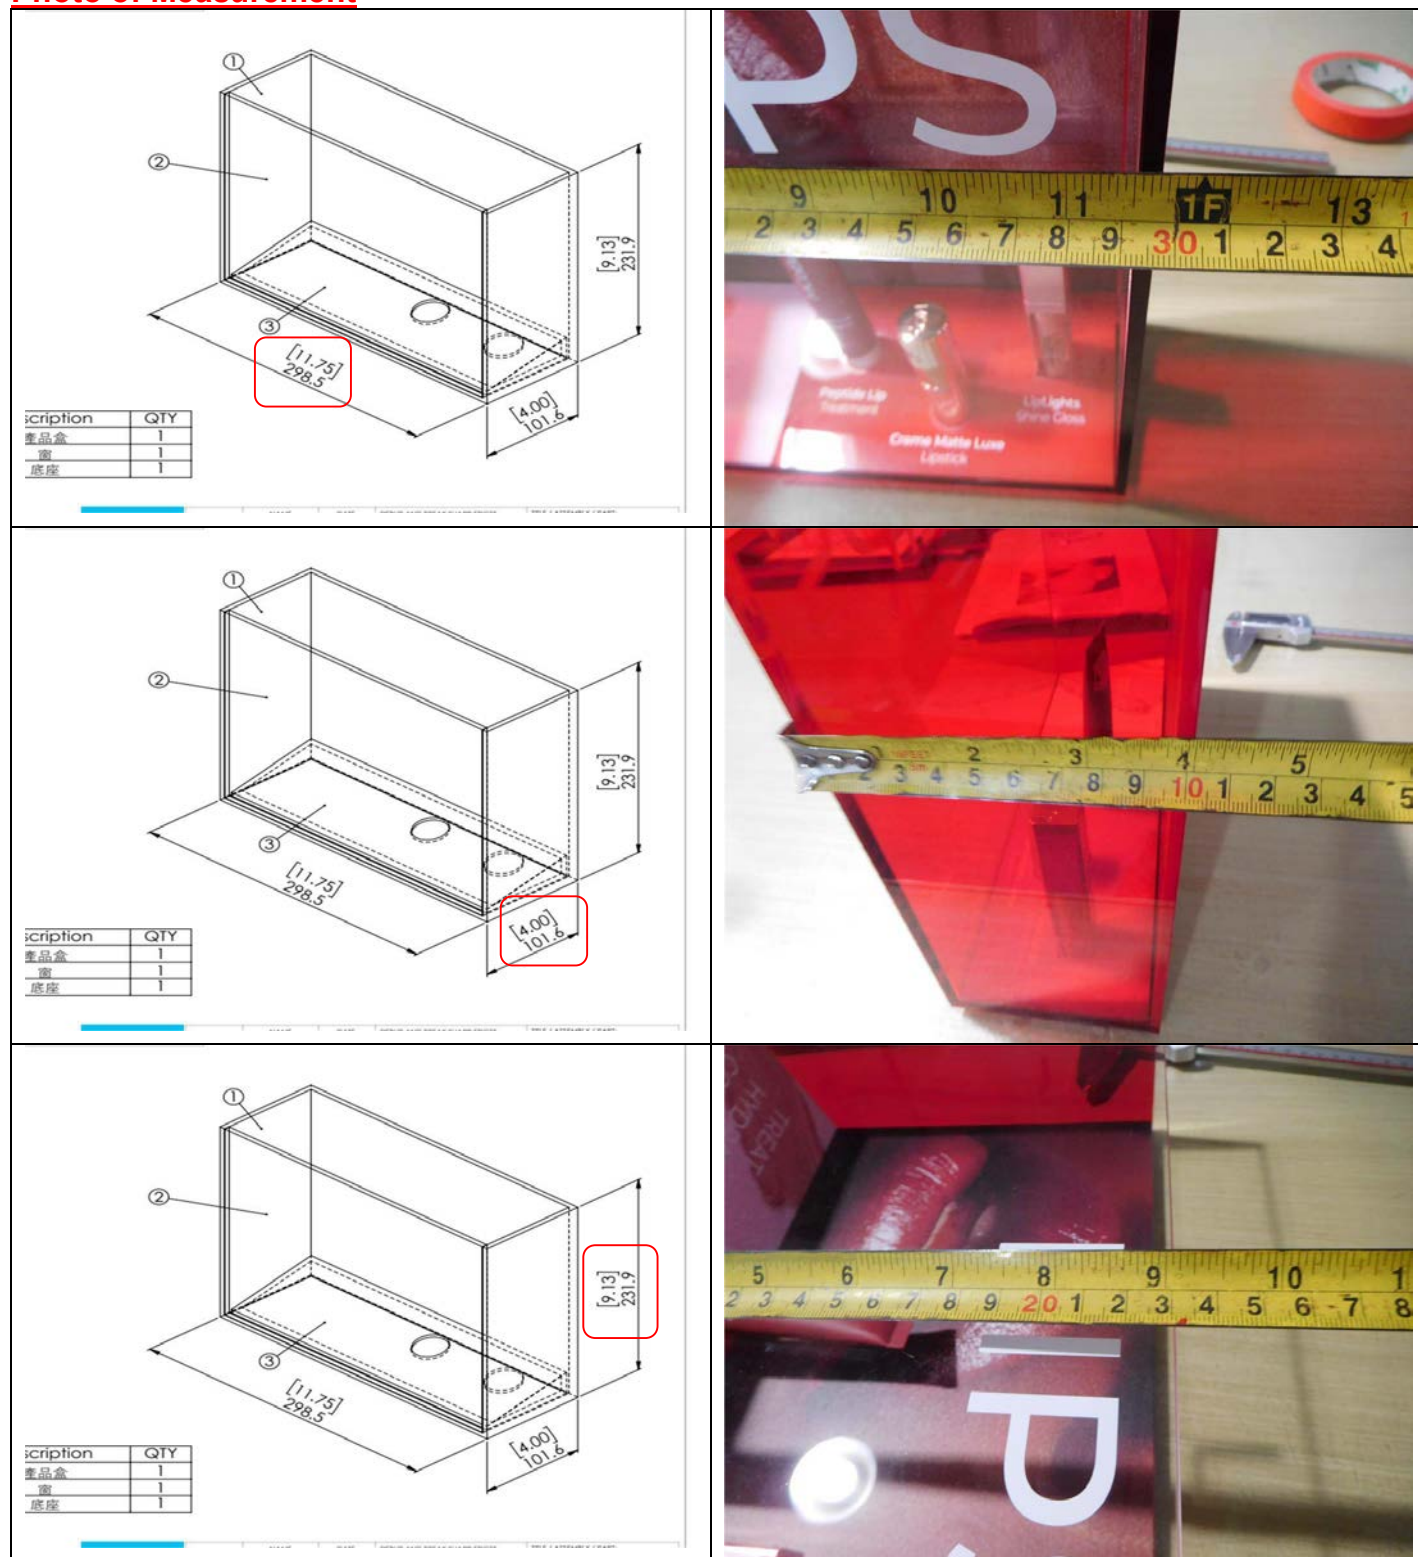 Photo of Measurement
①
②
③
[9.13]
231.9
[11.75]
298.5
[4.00]
101.6
scription QTY
產品盒 1
窗 1
底座 1
PS
9 10 11 1F 13 1
2 3 4 5 6 7 8 9 30 1 2 3 4
Peptide Lip
Treatment
LipLights
Shine Gloss
Creme Matte Luxe
Lipstick
①
②
③
[9.13]
231.9
[11.75]
298.5
[4.00]
101.6
scription QTY
產品盒 1
窗 1
底座 1
2 3 4 5
2 3 4 5 6 7 8 9 10 1 2 3 4 5
①
②
③
[9.13]
231.9
[11.75]
298.5
[4.00]
101.6
scription QTY
產品盒 1
窗 1
底座 1
TREAT
HYD
5 6 7 8 9 10 1
2 3 4 5 6 7 8 9 20 1 2 3 4 5 6 7 8
IP